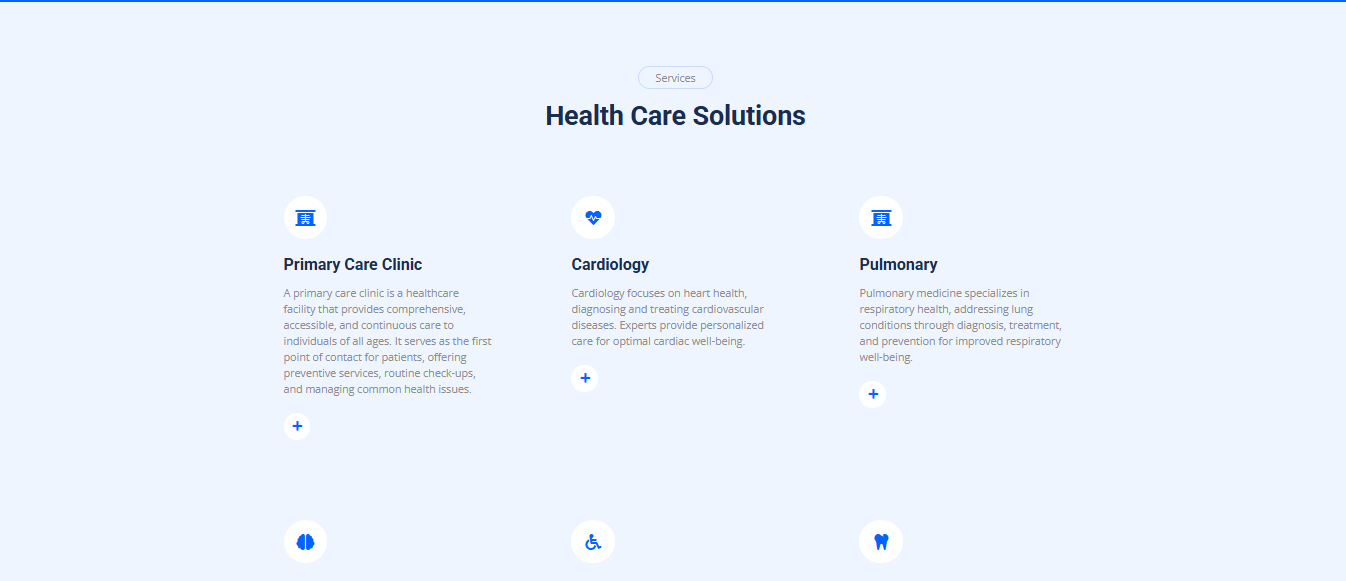 Services
Health Care Solutions
Primary Care Clinic
A primary care clinic is a healthcare
facility that provides comprehensive,
accessible, and continuous care to
individuals of all ages. It serves as the first
point of contact for patients, offering
preventive services, routine check-ups,
and managing common health issues.
+
Cardiology
Cardiology focuses on heart health,
diagnosing and treating cardiovascular
diseases. Experts provide personalized
care for optimal cardiac well-being.
+
Pulmonary
Pulmonary medicine specializes in
respiratory health, addressing lung
conditions through diagnosis, treatment,
and prevention for improved respiratory
well-being.
+